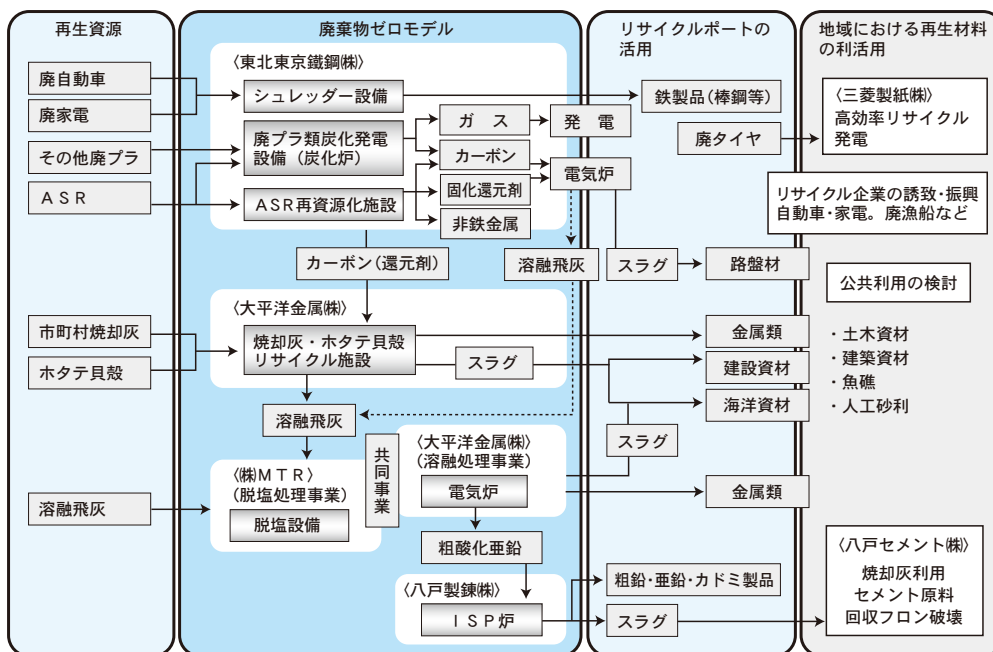 再生資源
廃棄物ゼロモデル
リサイクルポートの
活用
地域における再生材料
の利活用
廃自動車
廃家電
その他廃プラ
ASR
市町村焼却灰
ホタテ貝殻
溶融飛灰
〈東北東京鐵鋼㈱〉
シュレッダー設備
廃プラ類炭化発電
設備（炭化炉）
ASR再資源化施設
ガス
カーボン
固化還元剤
非鉄金属
発電
電気炉
カーボン（還元剤）
溶融飛灰
〈大平洋金属㈱〉
焼却灰・ホタテ貝殻
リサイクル施設
スラグ
溶融飛灰
〈㈱MTR〉
（脱塩処理事業）
脱塩設備
共同事業
〈大平洋金属㈱〉
（溶融処理事業）
電気炉
粗酸化亜鉛
〈八戸製錬㈱〉
ISP炉
鉄製品（棒鋼等）
廃タイヤ
スラグ
路盤材
金属類
建設資材
海洋資材
スラグ
金属類
粗鉛・亜鉛・カドミ製品
スラグ
〈三菱製紙㈱〉
高効率リサイクル
発電
リサイクル企業の誘致・振興
自動車・家電。廃漁船など
公共利用の検討
・土木資材
・建築資材
・魚礁
・人工砂利
〈八戸セメント㈱〉
焼却灰利用
セメント原料
回収フロン破壊